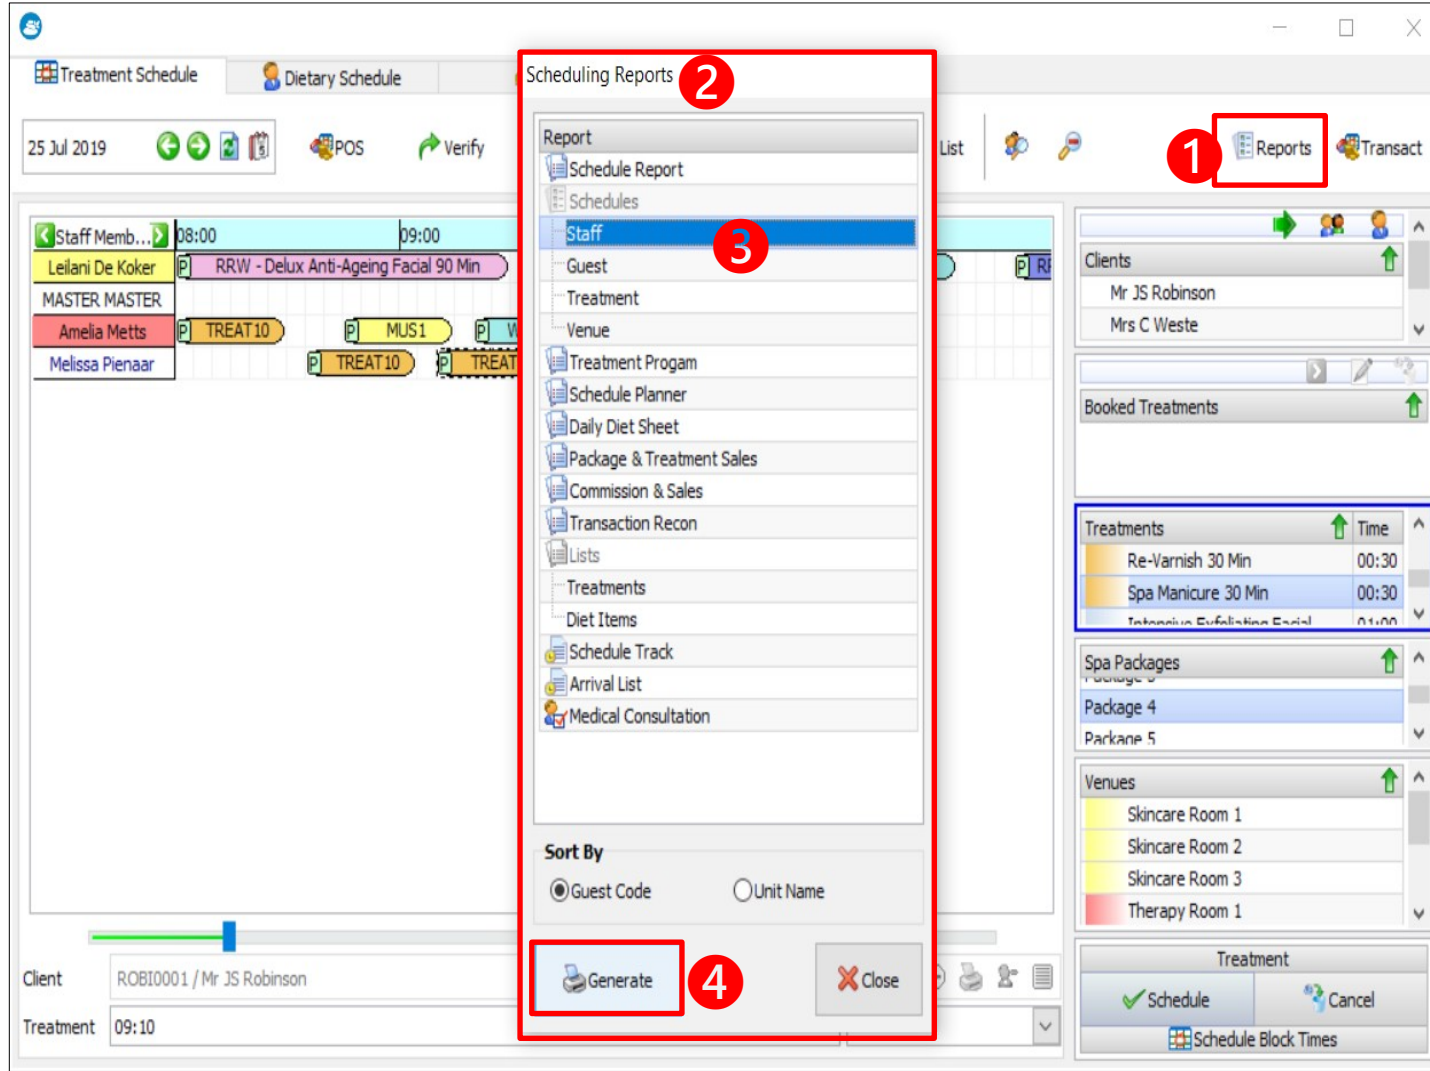 Treatment Schedule
Dietary Schedule
25 Jul 2019
POS
Verify
List
1
Reports
Transact
Staff Memb...
08:00
09:00
Leilani De Koker
P RRW - Delux Anti-Ageing Facial 90 Min
P
MASTER MASTER
Amelia Metts
P TREAT10
P MUS1
P
Melissa Pienaar
P TREAT10
P TREAT
Scheduling Reports
2
Report
Schedule Report
Schedules
Staff
3
Guest
Treatment
Venue
Treatment Progam
Schedule Planner
Daily Diet Sheet
Package & Treatment Sales
Commission & Sales
Transaction Recon
Lists
Treatments
Diet Items
Schedule Track
Arrival List
Medical Consultation
Sort By
Guest Code
Unit Name
Generate
4
Close
Clients
Mr JS Robinson
Mrs C Weste
Booked Treatments
Treatments
Time
Re-Varnish 30 Min
00:30
Spa Manicure 30 Min
00:30
Intensive Exfoliating Facial
01:00
Spa Packages
Package 4
Package 5
Venues
Skincare Room 1
Skincare Room 2
Skincare Room 3
Therapy Room 1
Treatment
Schedule
Cancel
Schedule Block Times
Client
ROBI0001 / Mr JS Robinson
Treatment
09:10